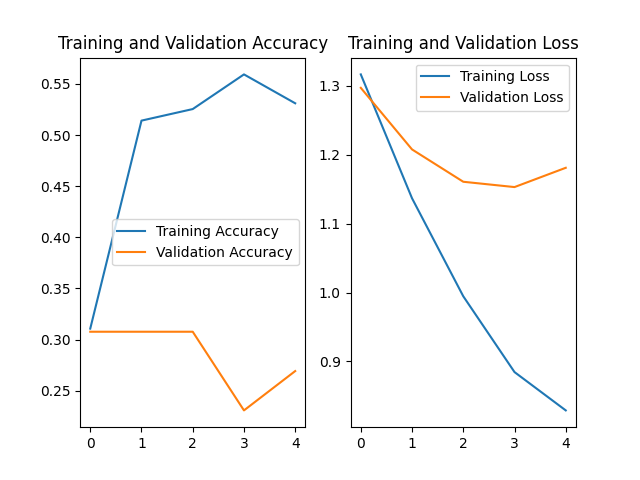 Training and Validation Accuracy
0.55
0.50
0.45
0.40
0.35
0.30
0.25
Training Accuracy
Validation Accuracy
0 1 2 3 4
Training and Validation Loss
1.3
1.2
1.1
1.0
0.9
Training Loss
Validation Loss
0 1 2 3 4